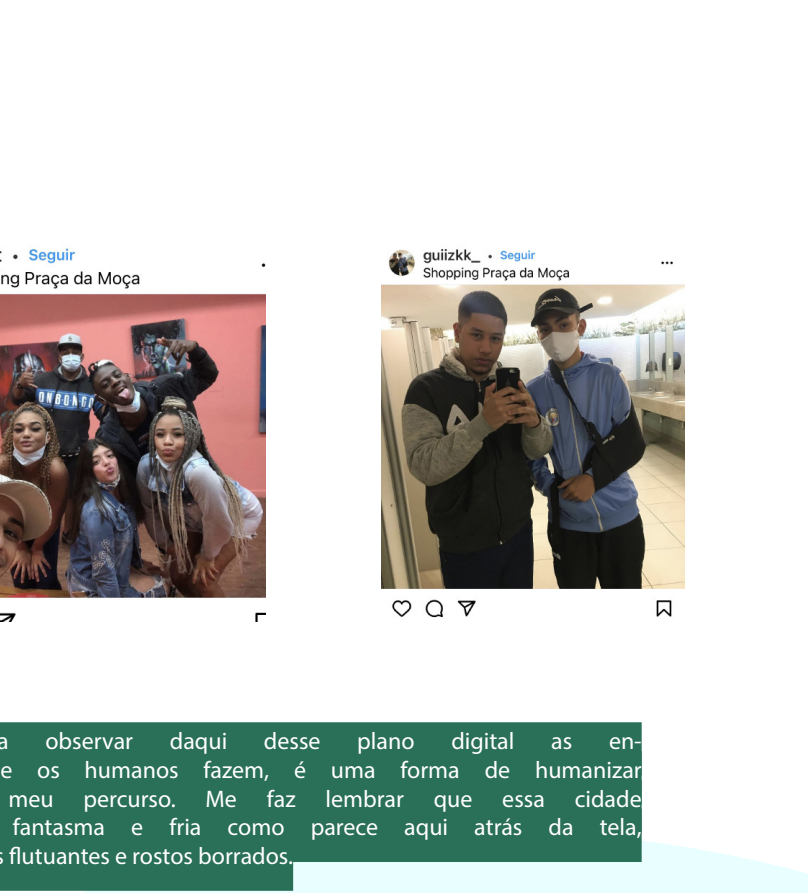 • Seguir
ng Praça da Moça
guiizkk_ • Seguir
Shopping Praça da Moça
ONBONGO
a observar daqui desse plano digital as en-
e os humanos fazem, é uma forma de humanizar
meu percurso. Me faz lembrar que essa cidade
fantasma e fria como parece aqui atrás da tela,
s flutuantes e rostos borrados.